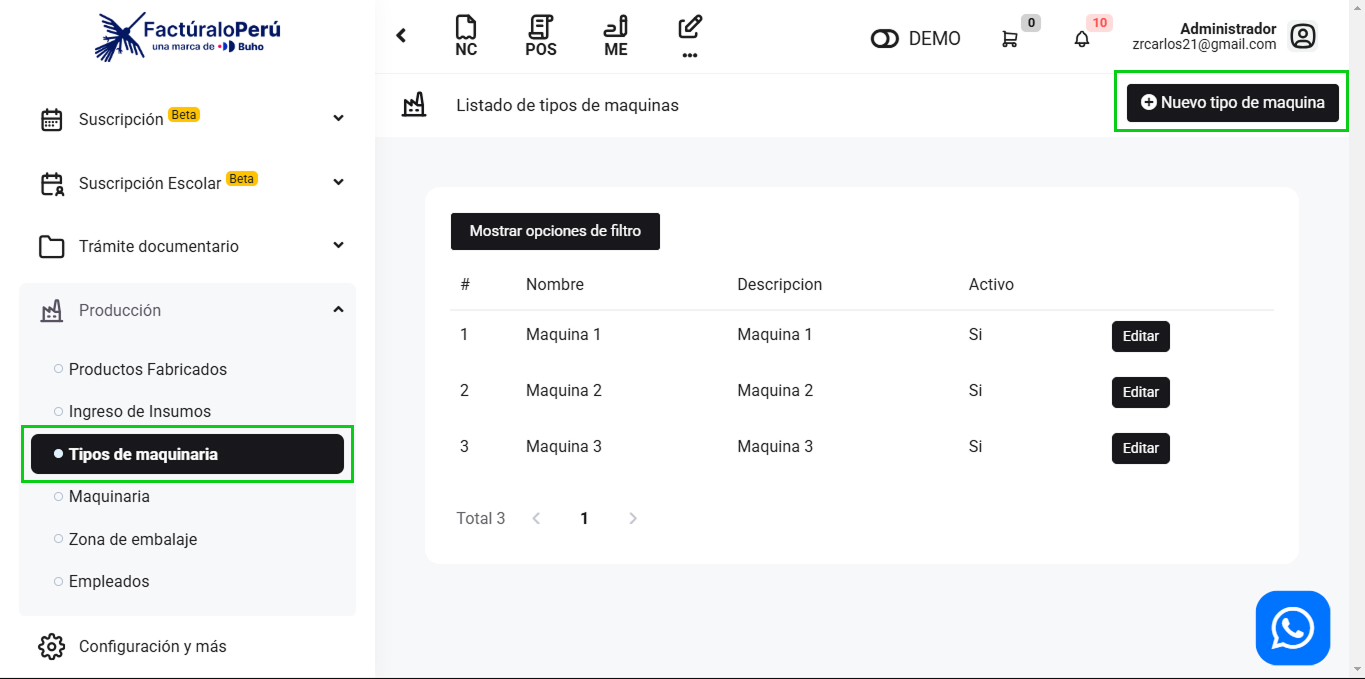 FactúraloPerú
una marca de Buho
NC
POS
ME
...
DEMO
0
10
Administrador
zrcarlos21@gmail.com
Suscripción Beta
Suscripción Escolar Beta
Trámite documentario
Producción
Productos Fabricados
Ingreso de Insumos
Tipos de maquinaria
Maquinaria
Zona de embalaje
Empleados
Configuración y más
Listado de tipos de maquinas
Nuevo tipo de maquina
Mostrar opciones de filtro
# Nombre Descripcion Activo
1 Maquina 1 Maquina 1 Si Editar
2 Maquina 2 Maquina 2 Si Editar
3 Maquina 3 Maquina 3 Si Editar
Total 3 1